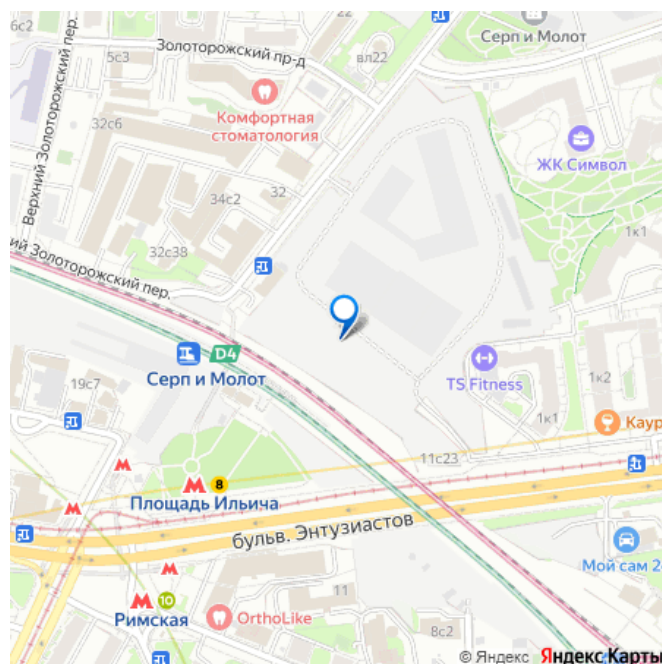 6с2
5с3
Золоторожский пр-д
вл22
Серп и Молот
Верхний Золоторожский пер.
32с6
Комфортная
стоматология
ЖК Символ
32
34с2
1к1
32с38
ий Золоторожский пер.
D4
Серп и Молот
TS Fitness
19с7
1к2
1к1
Каур
11с23
8
Площадь Ильича
бульв. Энтузиастов
Мой сам 24
11
10
Римская
OrthoLike
8с2
© Яндекс Яндекс Карты